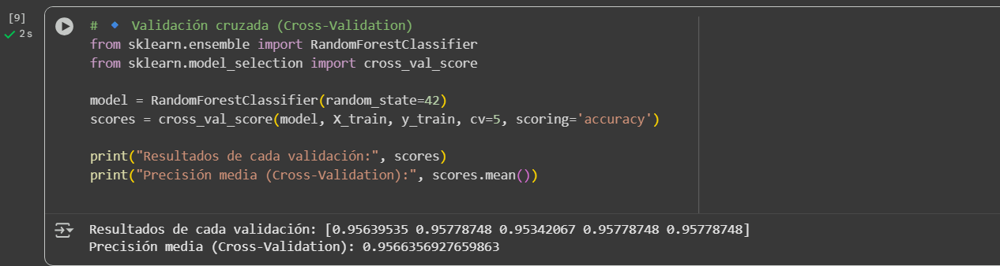 [9]
2 s
# 🔹 Validación cruzada (Cross-Validation)
from sklearn.ensemble import RandomForestClassifier
from sklearn.model_selection import cross_val_score
model = RandomForestClassifier(random_state=42)
scores = cross_val_score(model, X_train, y_train, cv=5, scoring='accuracy')
print("Resultados de cada validación:", scores)
print("Precisión media (Cross-Validation):", scores.mean())
Resultados de cada validación: [0.95639535 0.95778748 0.95342067 0.95778748 0.95778748]
Precisión media (Cross-Validation): 0.9566356927659863